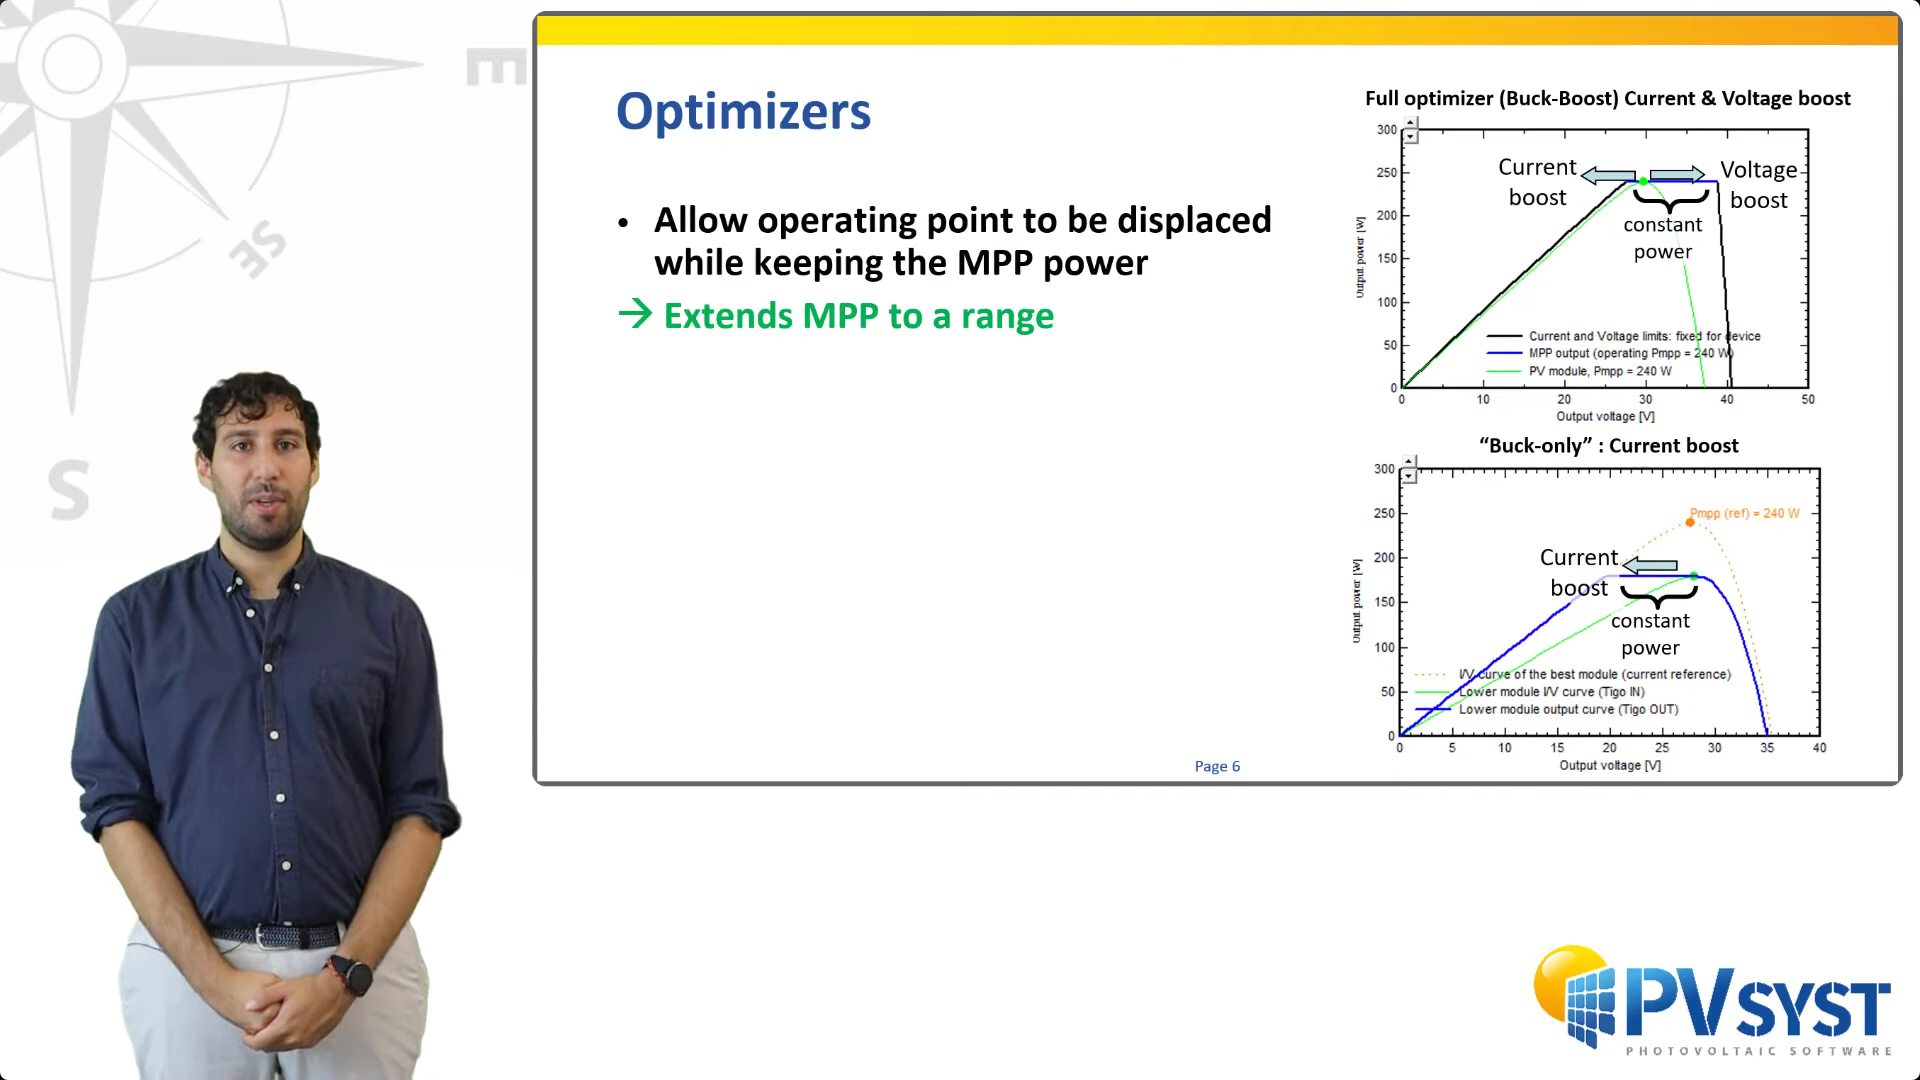 E
SE
S
Optimizers
• Allow operating point to be displaced
while keeping the MPP power
→ Extends MPP to a range
Full optimizer (Buck-Boost) Current & Voltage boost
300
250
200
150
100
50
0
Output power [W]
Current
boost
Voltage
boost
constant
power
Current and Voltage limits: fixed for device
MPP output (operating Pmpp = 240 W)
PV module, Pmpp = 240 W
0 10 20 30 40 50
Output voltage [V]
“Buck-only” : Current boost
300
250
200
150
100
50
0
Output power [W]
Pmpp (ref) = 240 W
Current
boost
constant
power
I/V curve of the best module (current reference)
Lower module I/V curve (Tigo IN)
Lower module output curve (Tigo OUT)
0 5 10 15 20 25 30 35 40
Output voltage [V]
Page 6
PVSYST
PHOTOVOLTAIC SOFTWARE